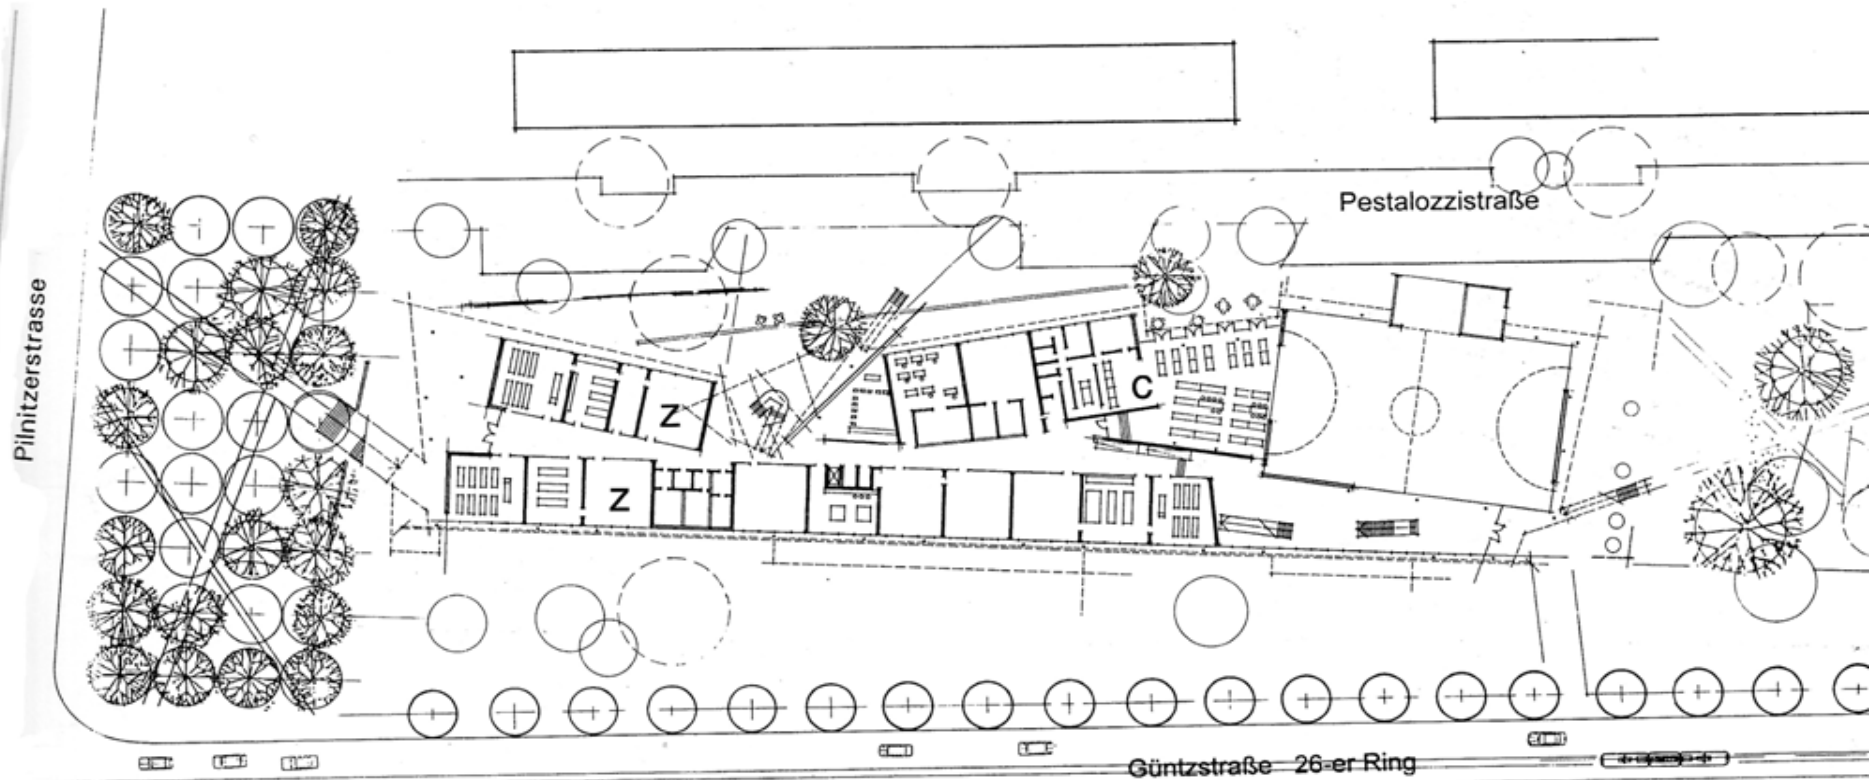 Pestalozzistraße
Pilnitzerstrasse
Z
C
Z
Güntzstraße 26-er Ring